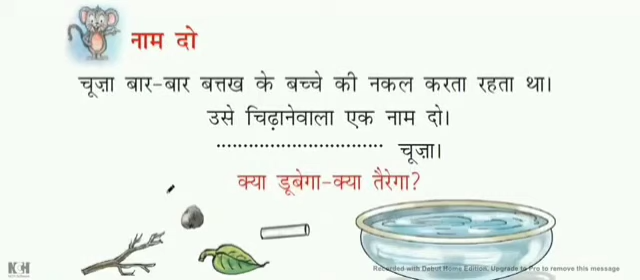 नाम दो
चूज़ा बार-बार बत्तख के बच्चे की नकल करता रहता था।
उसे चिढ़ानेवाला एक नाम दो।
................................ चूज़ा।
क्या डूबेगा-क्या तैरेगा?
Recorded with Debut Home Edition. Upgrade to Pro to remove this message